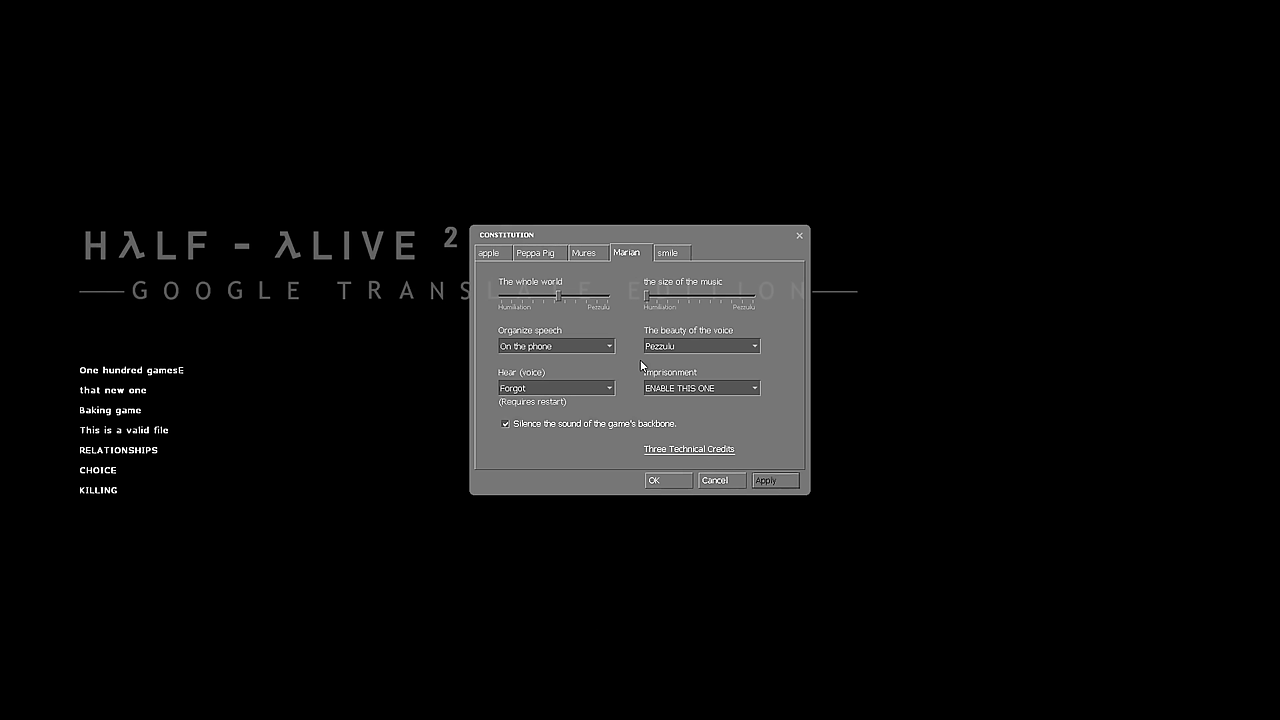 HλLF - λLIVE 2
GOOGLE TRANSLATE EDITION
One hundred gamesE
that new one
Baking game
This is a valid file
RELATIONSHIPS
CHOICE
KILLING
CONSTITUTION
apple Peppa Pig Mures Marian smile
The whole world the size of the music
Humiliation Pezzulu Humiliation Pezzulu
Organize speech The beauty of the voice
On the phone Pezzulu
Hear (voice) Imprisonment
Forgot ENABLE THIS ONE
(Requires restart)
Silence the sound of the game's backbone.
Three Technical Credits
OK Cancel Apply